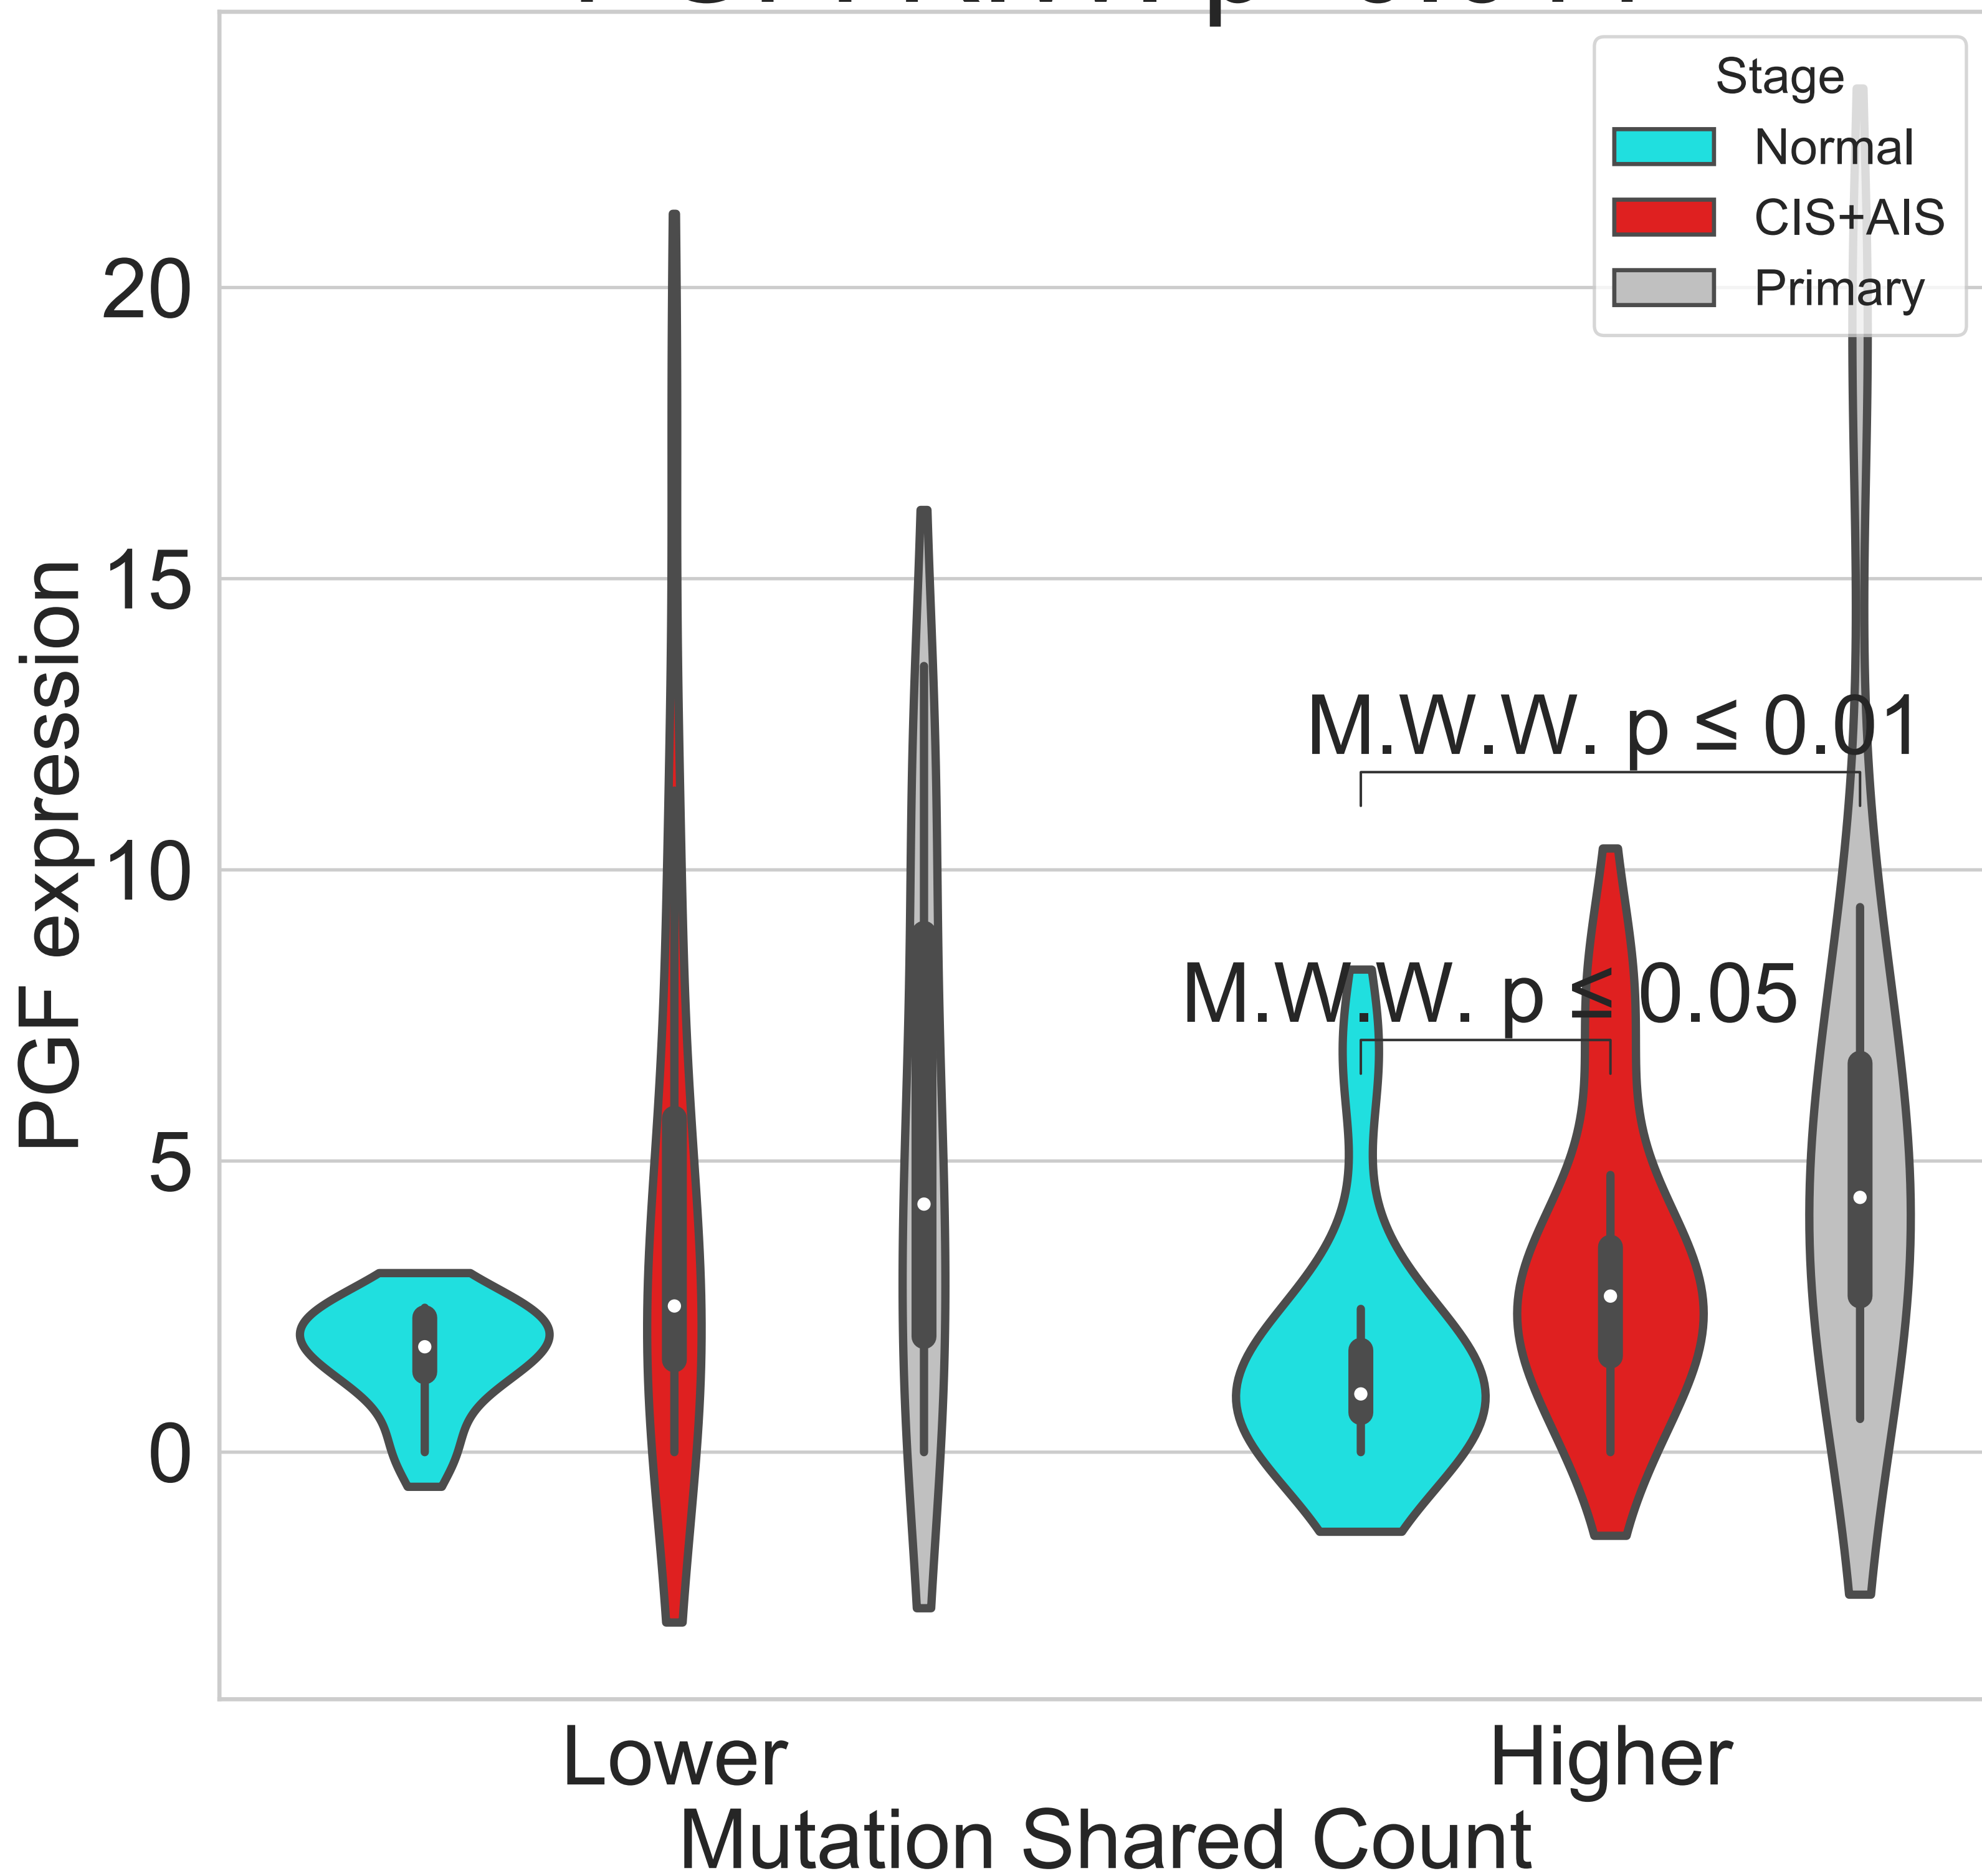 Stage
Normal
CIS+AIS
Primary
20
15
10
5
0
PGF expression
M.W.W. p ≤ 0.01
M.W.W. p ≤ 0.05
Lower
Higher
Mutation Shared Count